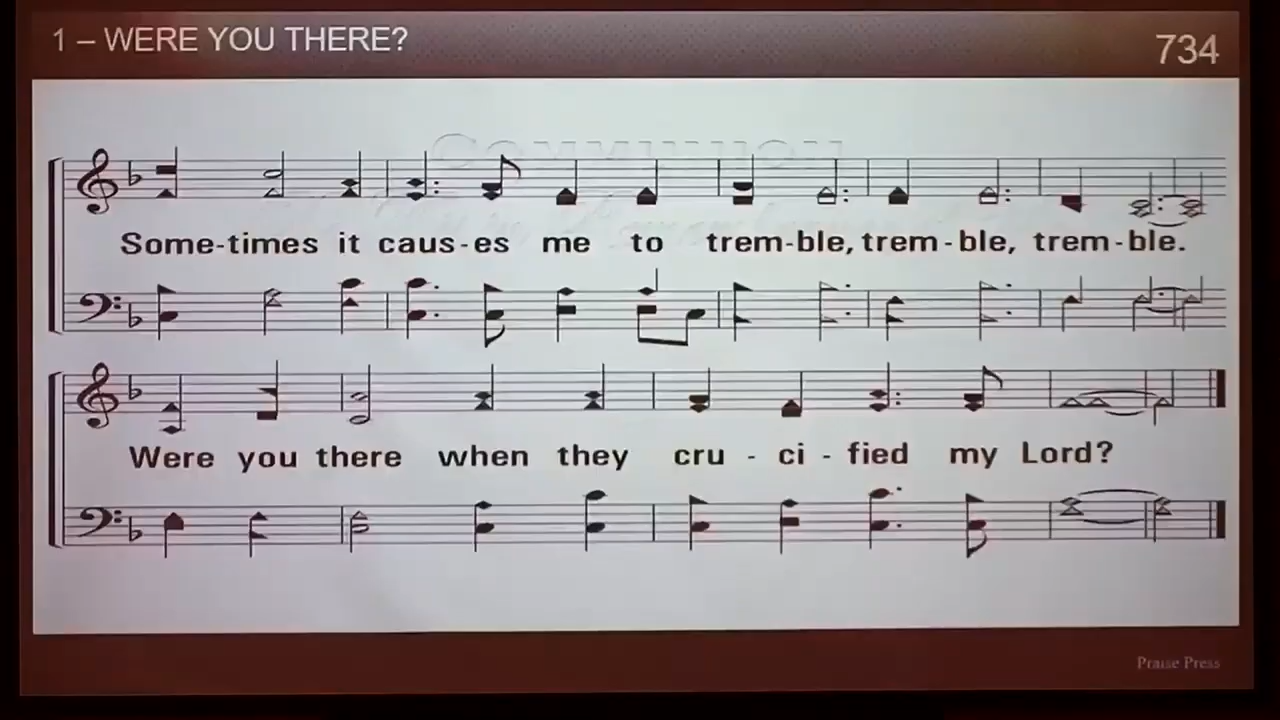 1 – WERE YOU THERE?
734
COMMUNION
Some-times it caus-es me to trem-ble, trem-ble, trem-ble.
Were you there when they cru - ci - fied my Lord?
Praise Press